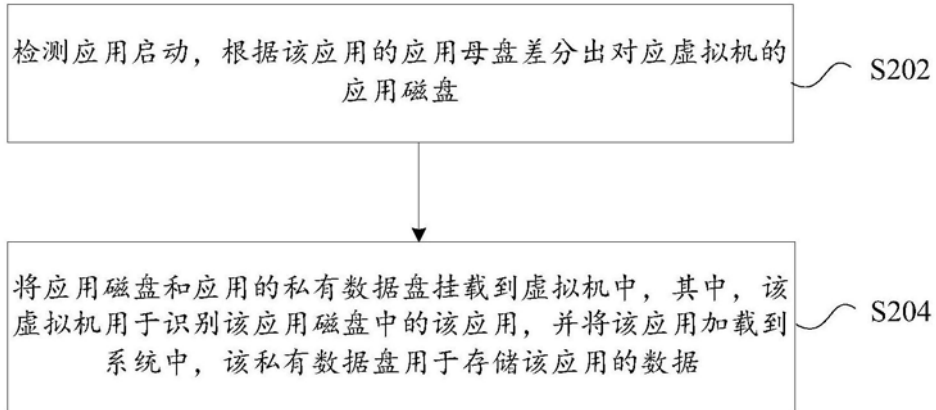 检测应用启动，根据该应用的应用母盘差分出对应虚拟机的
应用磁盘
S202
将应用磁盘和应用的私有数据盘挂载到虚拟机中，其中，该
虚拟机用于识别该应用磁盘中的该应用，并将该应用加载到
系统中，该私有数据盘用于存储该应用的数据
S204